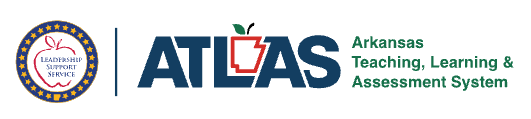 LEADERSHIP
SUPPORT
SERVICE
ATLAS
Arkansas
Teaching, Learning &
Assessment System